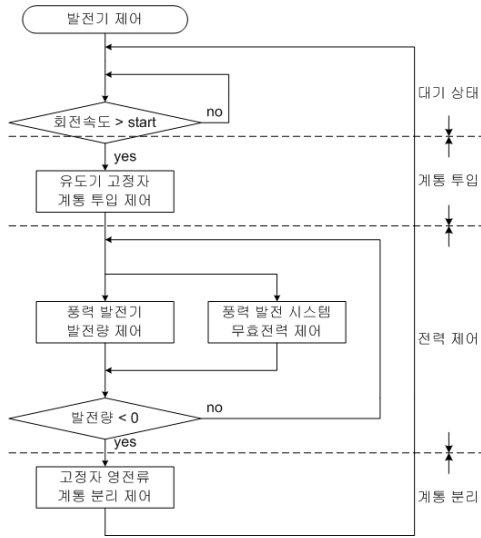 발전기 제어
회전속도 > start
no
대기 상태
yes
유도기 고정자
계통 투입 제어
계통 투입
풍력 발전기
발전량 제어
풍력 발전 시스템
무효전력 제어
전력 제어
발전량 < 0
no
yes
고정자 영전류
계통 분리 제어
계통 분리